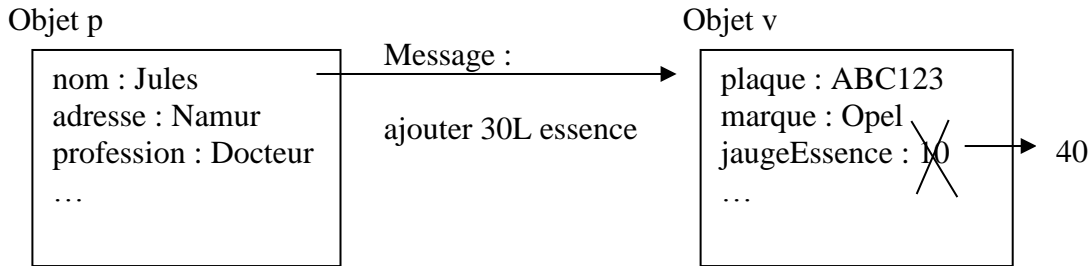 Objet p
nom : Jules
adresse : Namur
profession : Docteur
…
Message :
ajouter 30L essence
Objet v
plaque : ABC123
marque : Opel
jaugeEssence : 10
…
40